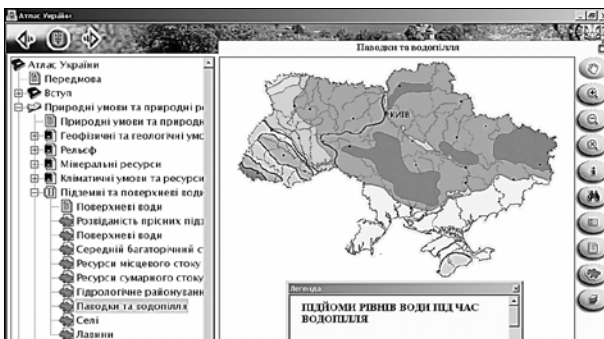 Атлас України
Паводки та водопілля
Атлас України
Передмова
Вступ
Природні умови та природні ре
Природні умови та природн
Геофізичні та геологічні умс
Рельєф
Мінеральні ресурси
Кліматичні умови та ресурси
Підземні та поверхневі води
Поверхневі води
Розвіданість прісних підз
Поверхневі води
Середній багаторічний ст
Ресурси місцевого стоку
Ресурси сумарного стоку
Гідрологічне районуванн
Паводки та водопілля
Селі
Лавини
КИЇВ
Легенда
ПІДЙОМИ РІВНІВ ВОДИ ПІД ЧАС
ВОДОПІЛЛЯ